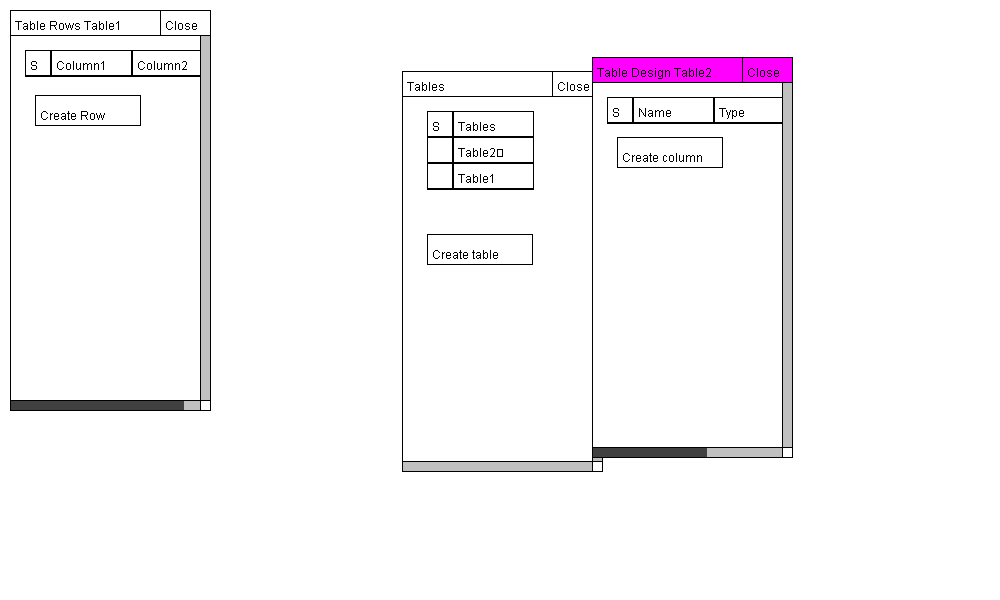 Table Rows Table1 Close
S Column1 Column2
Create Row
Tables Close
S Tables
Table2▯
Table1
Create table
Table Design Table2 Close
S Name Type
Create column